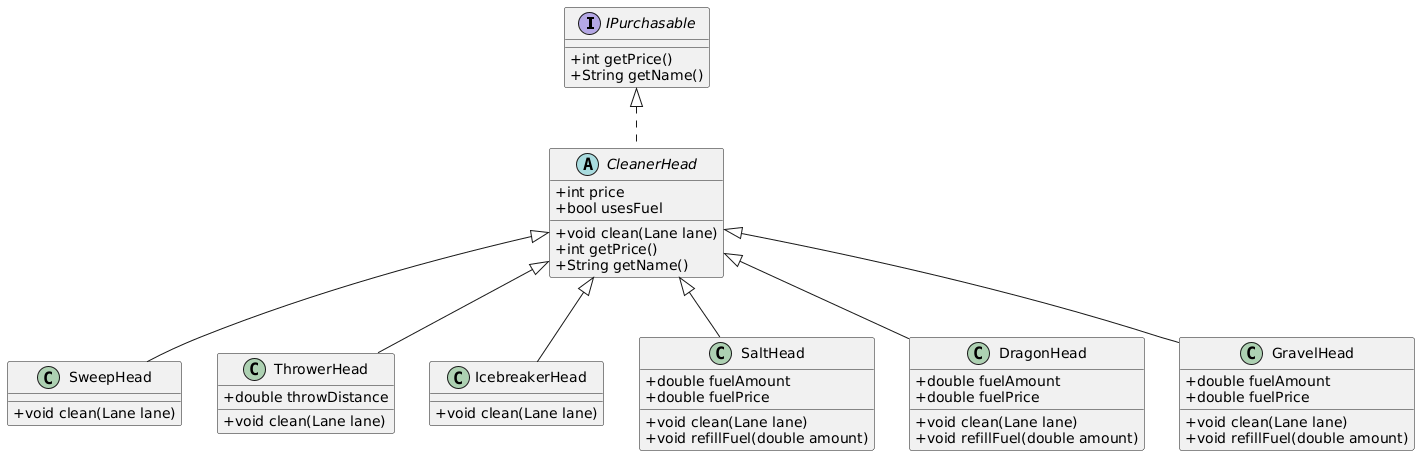 I IPurchasable
+int getPrice()
+String getName()
A CleanerHead
+int price
+bool usesFuel
+void clean(Lane lane)
+int getPrice()
+String getName()
C SweepHead
+void clean(Lane lane)
C ThrowerHead
+double throwDistance
+void clean(Lane lane)
C IcebreakerHead
+void clean(Lane lane)
C SaltHead
+double fuelAmount
+double fuelPrice
+void clean(Lane lane)
+void refillFuel(double amount)
C DragonHead
+double fuelAmount
+double fuelPrice
+void clean(Lane lane)
+void refillFuel(double amount)
C GravelHead
+double fuelAmount
+double fuelPrice
+void clean(Lane lane)
+void refillFuel(double amount)